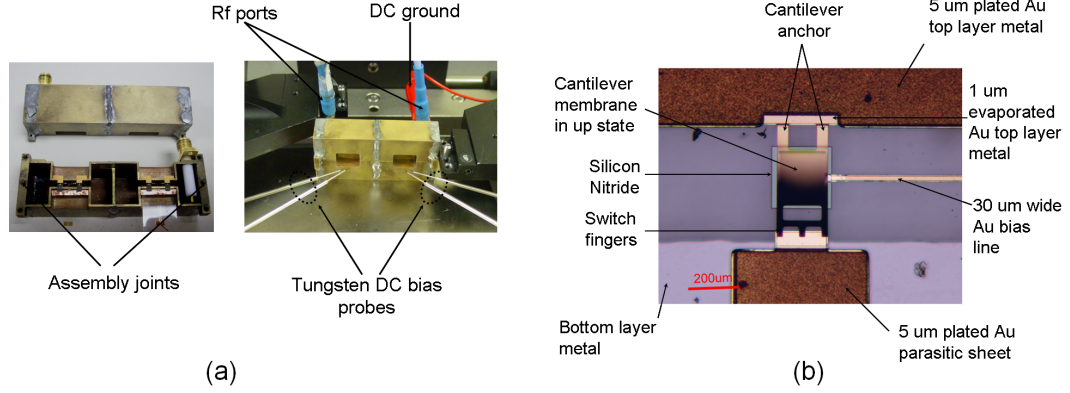 Rf ports
DC ground
Assembly joints
Tungsten DC bias
probes
(a)
Cantilever
anchor
5 um plated Au
top layer metal
Cantilever
membrane
in up state
1 um
evaporated
Au top layer
metal
Silicon
Nitride
Switch
fingers
30 um wide
Au bias
line
200um
Bottom layer
metal
5 um plated Au
parasitic sheet
(b)